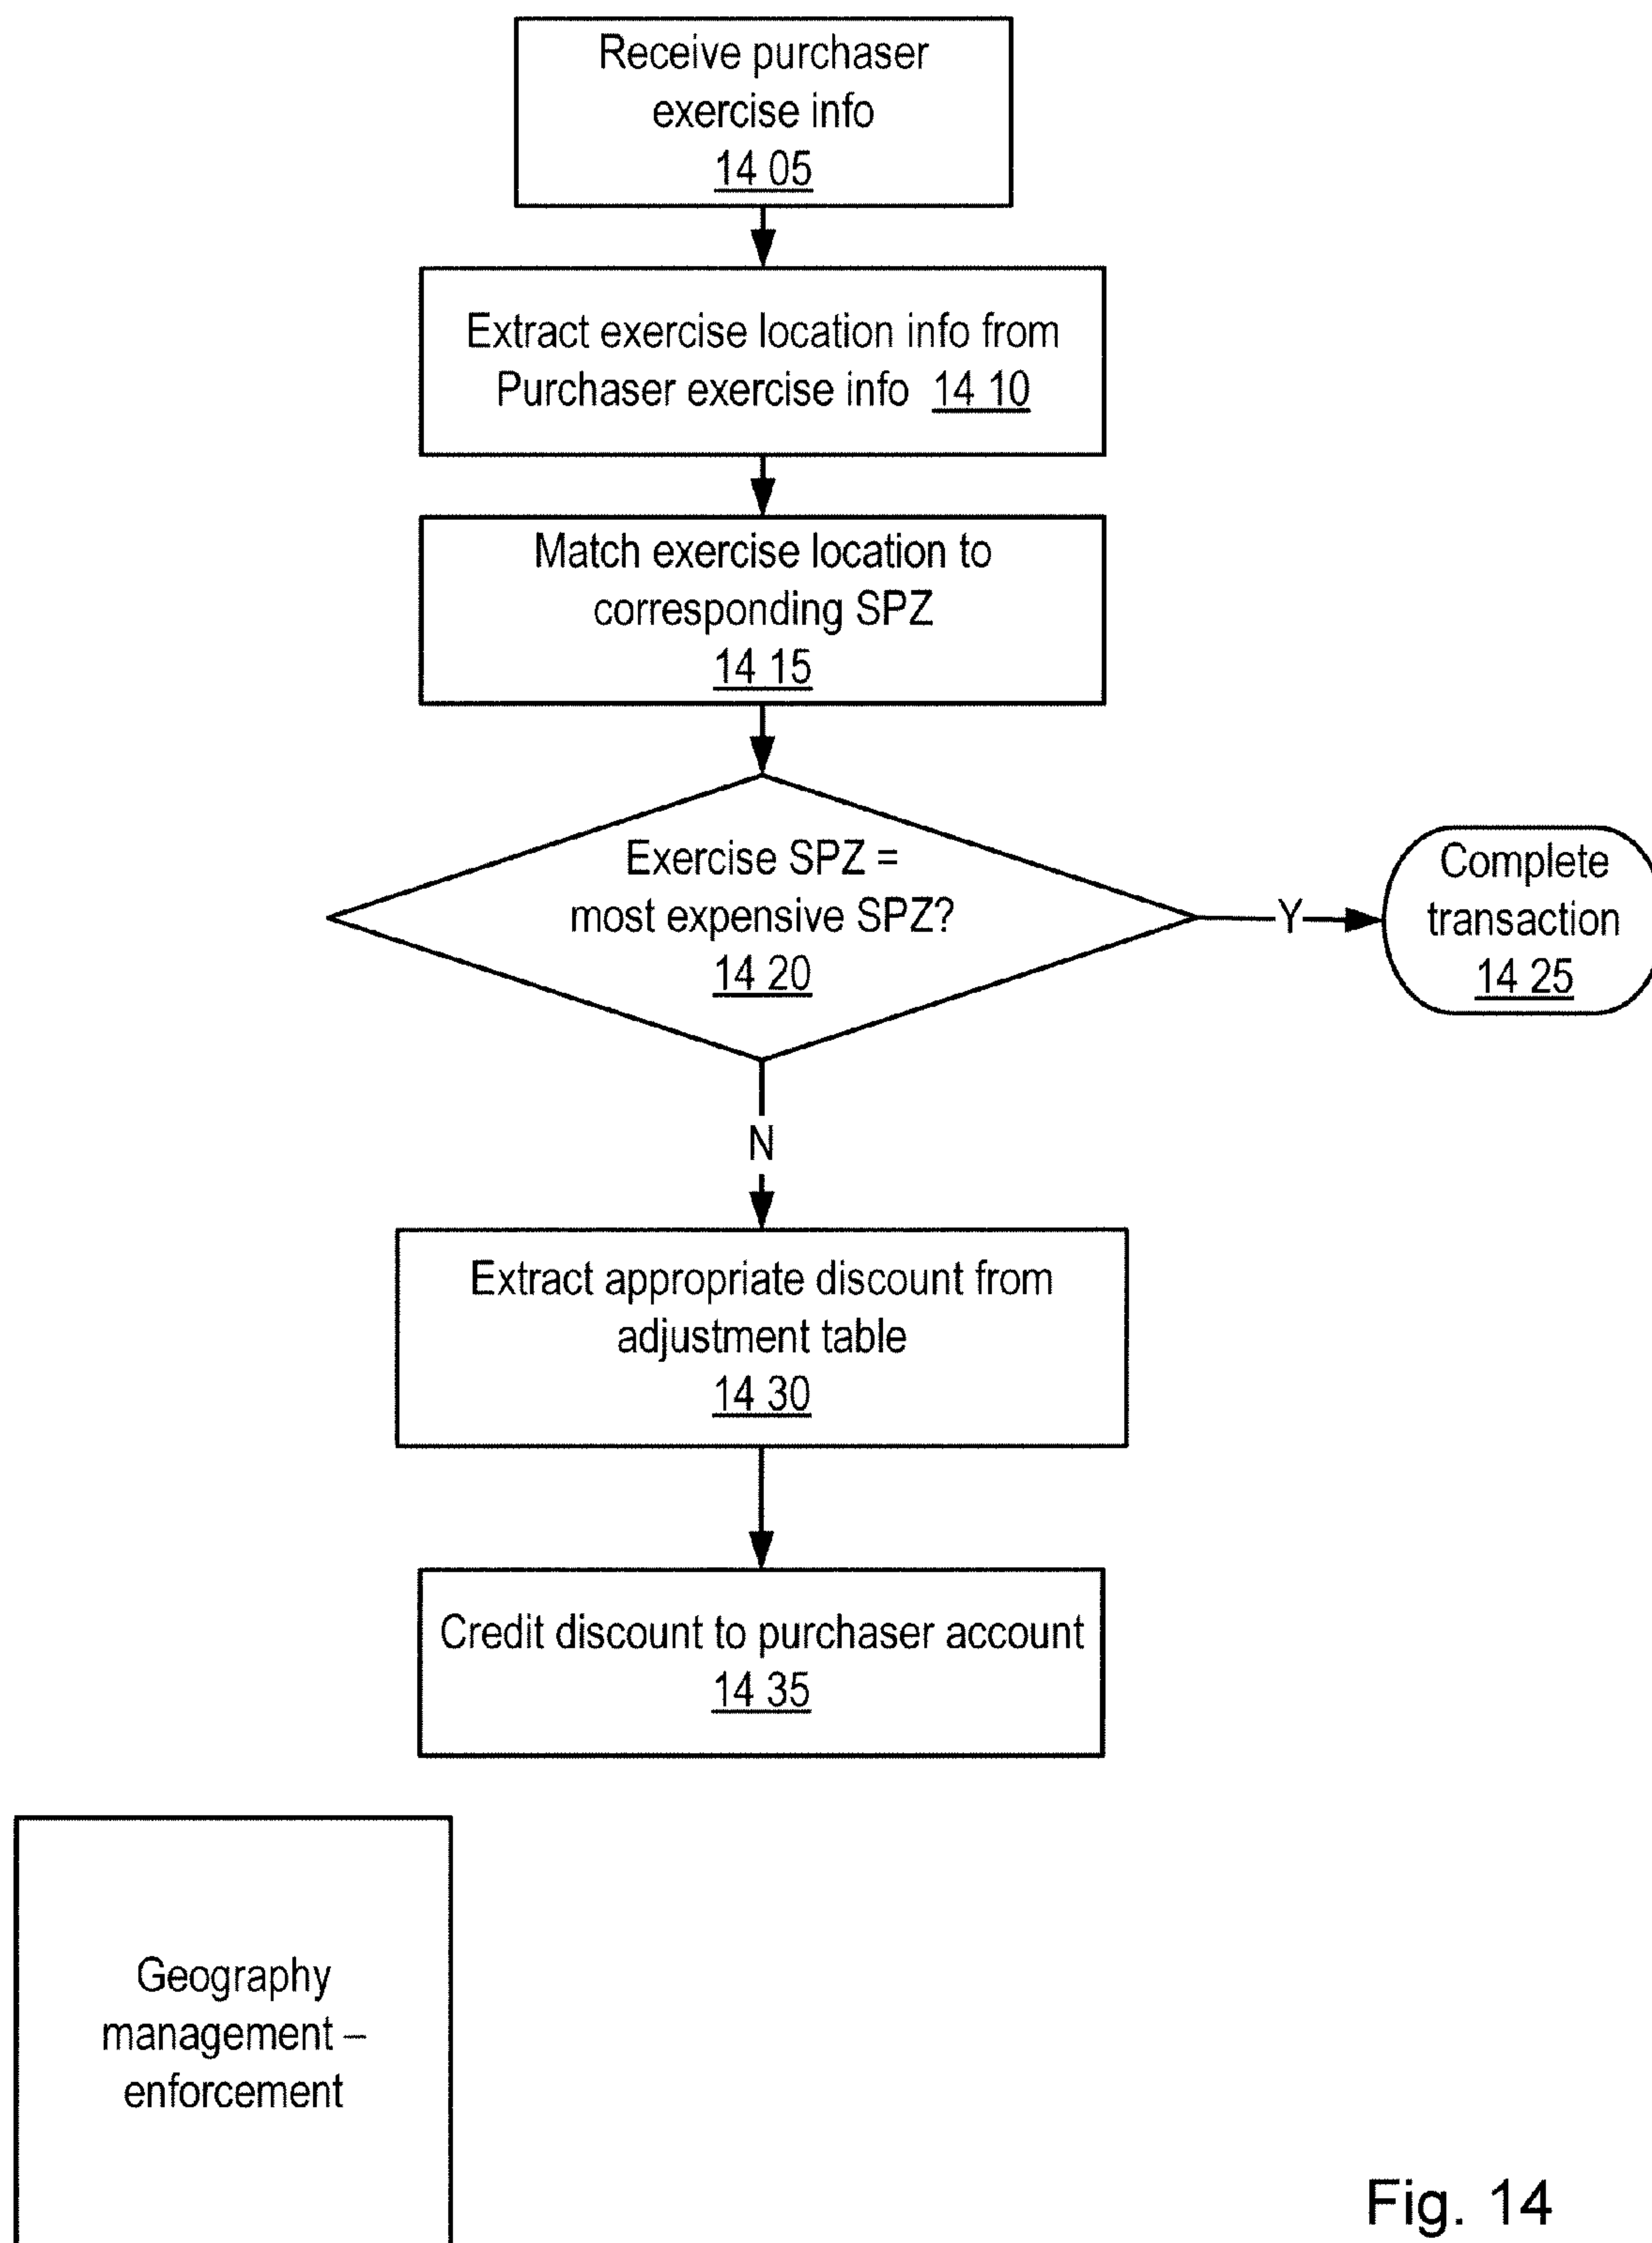 Receive purchaser
exercise info
14 05
Extract exercise location info from
Purchaser exercise info 14 10
Match exercise location to
corresponding SPZ
14 15
Exercise SPZ =
most expensive SPZ?
14 20
Y
Complete
transaction
14 25
N
Extract appropriate discount from
adjustment table
14 30
Credit discount to purchaser account
14 35
Geography
management –
enforcement
Fig. 14